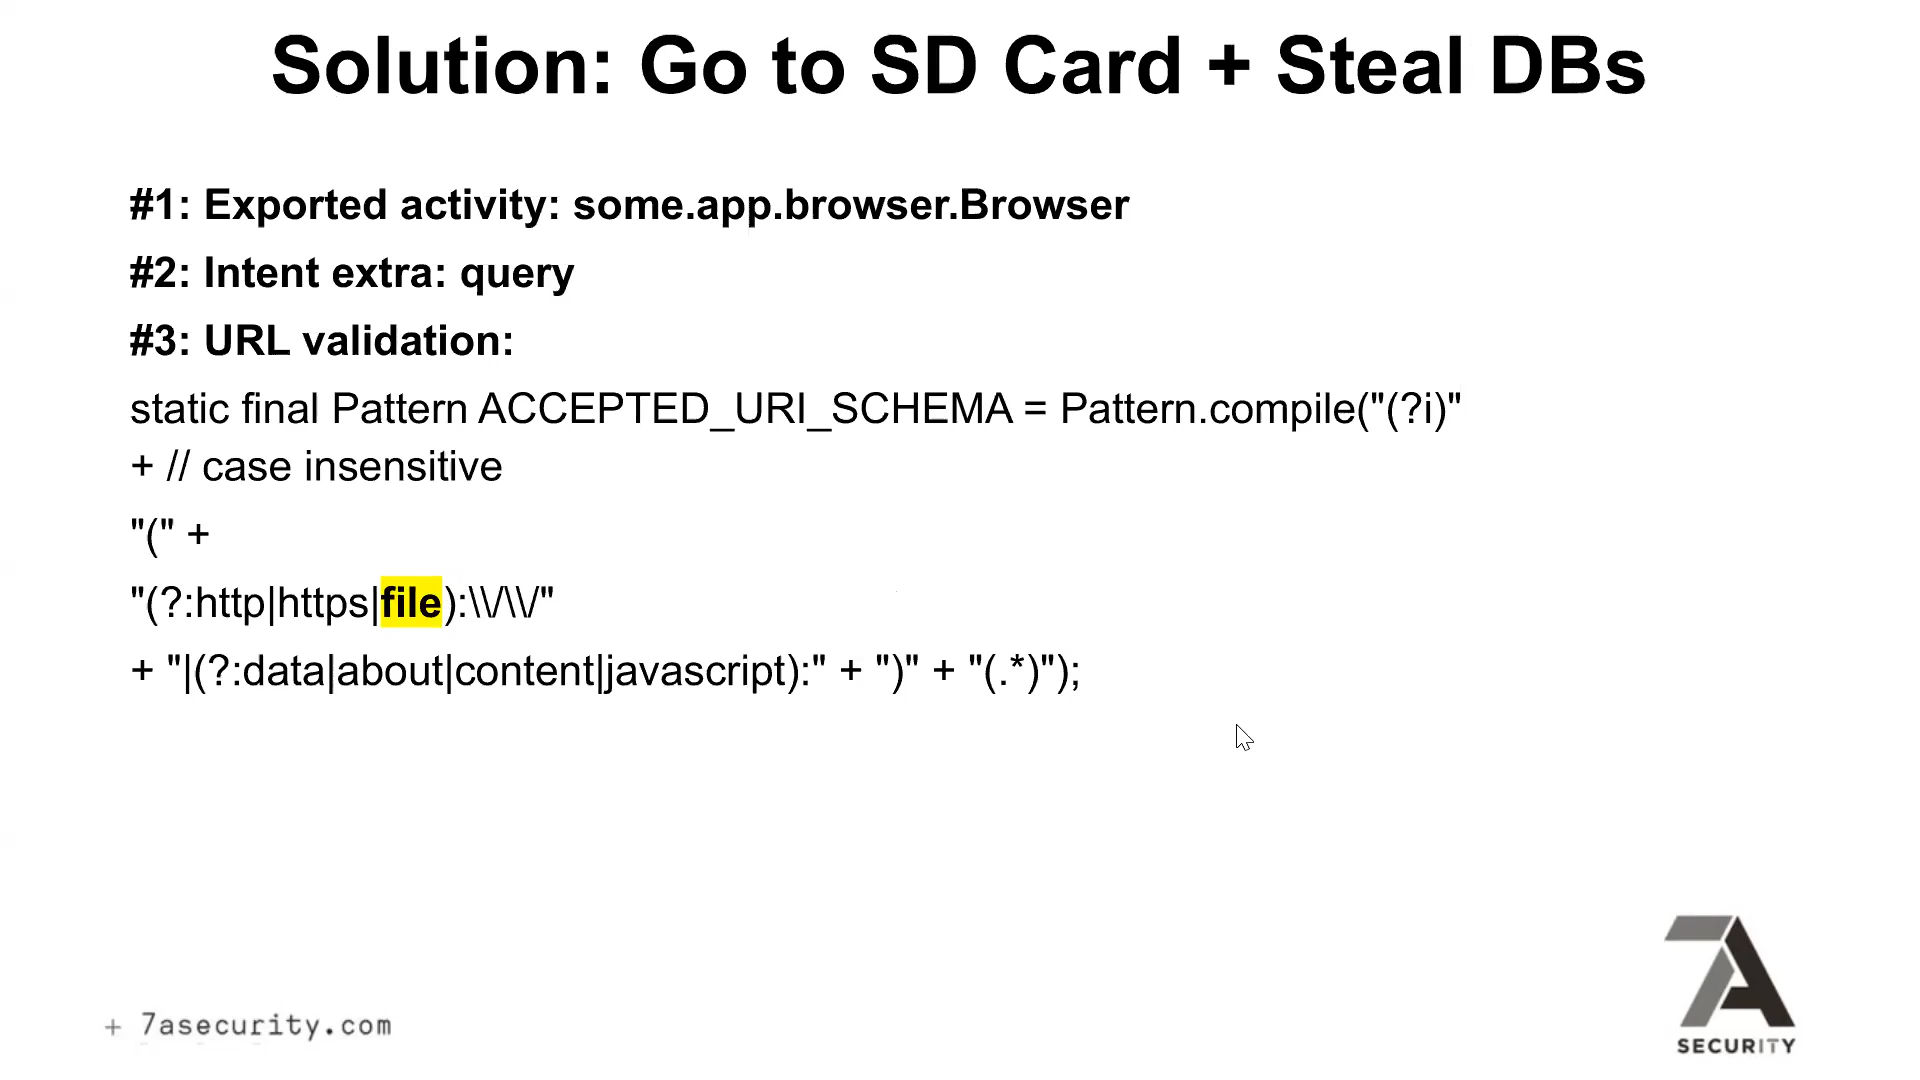 Solution: Go to SD Card + Steal DBs
#1: Exported activity: some.app.browser.Browser
#2: Intent extra: query
#3: URL validation:
static final Pattern ACCEPTED_URI_SCHEMA = Pattern.compile("(?i)"
+ // case insensitive
"(" +
"(?:http|https|file):\\/\\/"
+ "|(?:data|about|content|javascript):" + ")" + "(.*)");
+ 7asecurity.com
7A
SECURITY